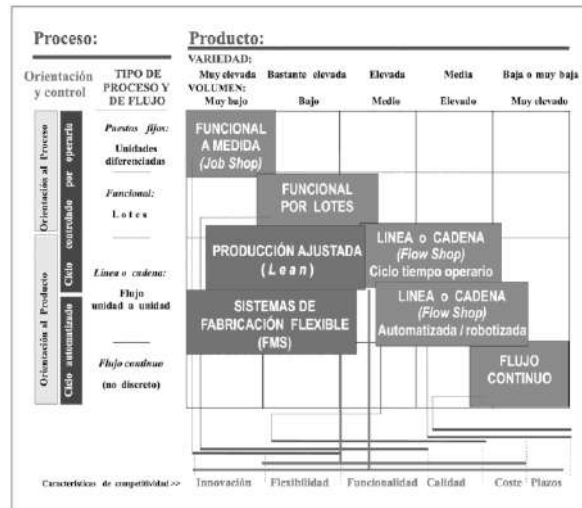 Proceso:
Producto:
VARIEDAD:
Muy elevada
Bastante elevada
Elevada
Media
Baja o muy baja
VOLUMEN:
Muy bajo
Bajo
Medio
Elevado
Muy elevado
Orientación
y control
TIPO DE
PROCESO Y
DE FLUJO
Orientación al Proceso
Orientación al Producto
Ciclo controlado por operario
Ciclo automatizado
Puestos fijos:
Unidades
diferenciadas
Funcional:
Lotes
Linea o cadena:
Flujo
unidad a unidad
Flujo continuo
(no discreto)
FUNCIONAL
A MEDIDA
(Job Shop)
FUNCIONAL
POR LOTES
PRODUCCIÓN AJUSTADA
(Lean)
LINEA o CADENA
(Flow Shop)
Ciclo tiempo operario
SISTEMAS DE
FABRICACIÓN FLEXIBLE
(FMS)
LINEA o CADENA
(Flow Shop)
Automatizada / robotizada
FLUJO
CONTINUO
Características de competitividad >>
Innovación
Flexibilidad
Funcionalidad
Calidad
Coste
Plazos